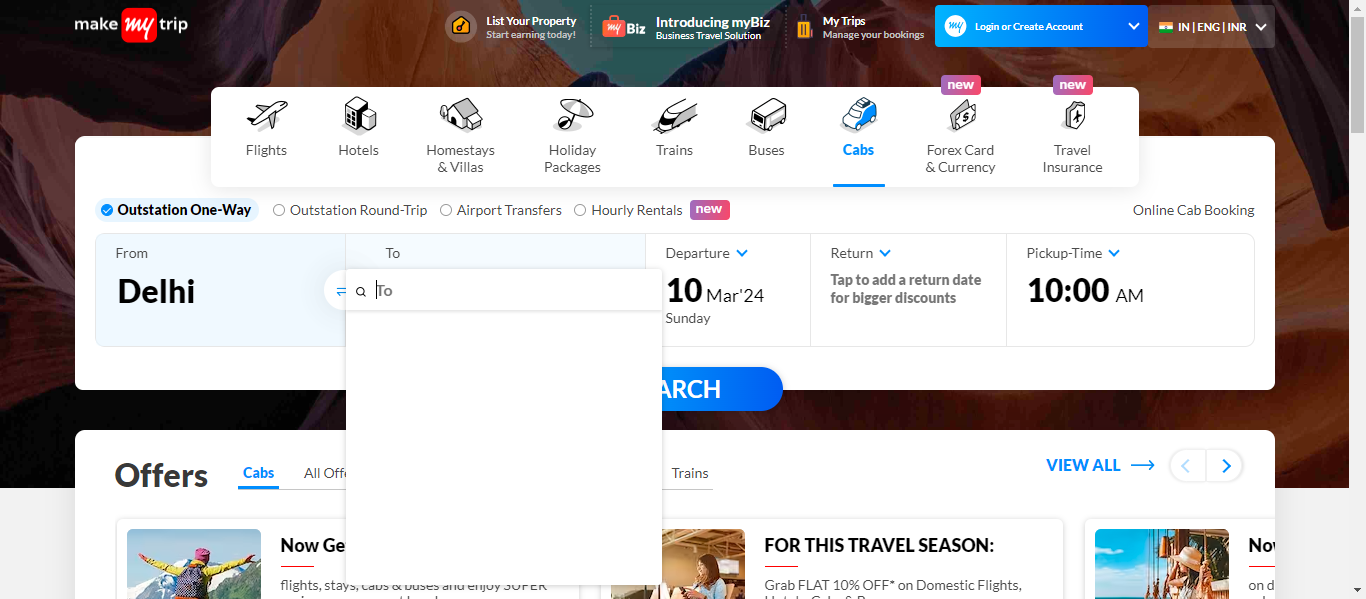 make my trip
List Your Property
Start earning today!
my Biz
Introducing myBiz
Business Travel Solution
My Trips
Manage your bookings
my
Login or Create Account
IN | ENG | INR
new
new
Flights
Hotels
Homestays
& Villas
Holiday
Packages
Trains
Buses
Cabs
Forex Card
& Currency
Travel
Insurance
Outstation One-Way
Outstation Round-Trip
Airport Transfers
Hourly Rentals
new
Online Cab Booking
From
To
Departure
Return
Pickup-Time
Delhi
To
10 Mar'24
Sunday
Tap to add a return date
for bigger discounts
10:00 AM
ARCH
Offers
Cabs
All Offe
Trains
VIEW ALL
Now Ge
flights, stays, cabs & buses and enjoy SUPER
FOR THIS TRAVEL SEASON:
Grab FLAT 10% OFF* on Domestic Flights,
Nov
on d